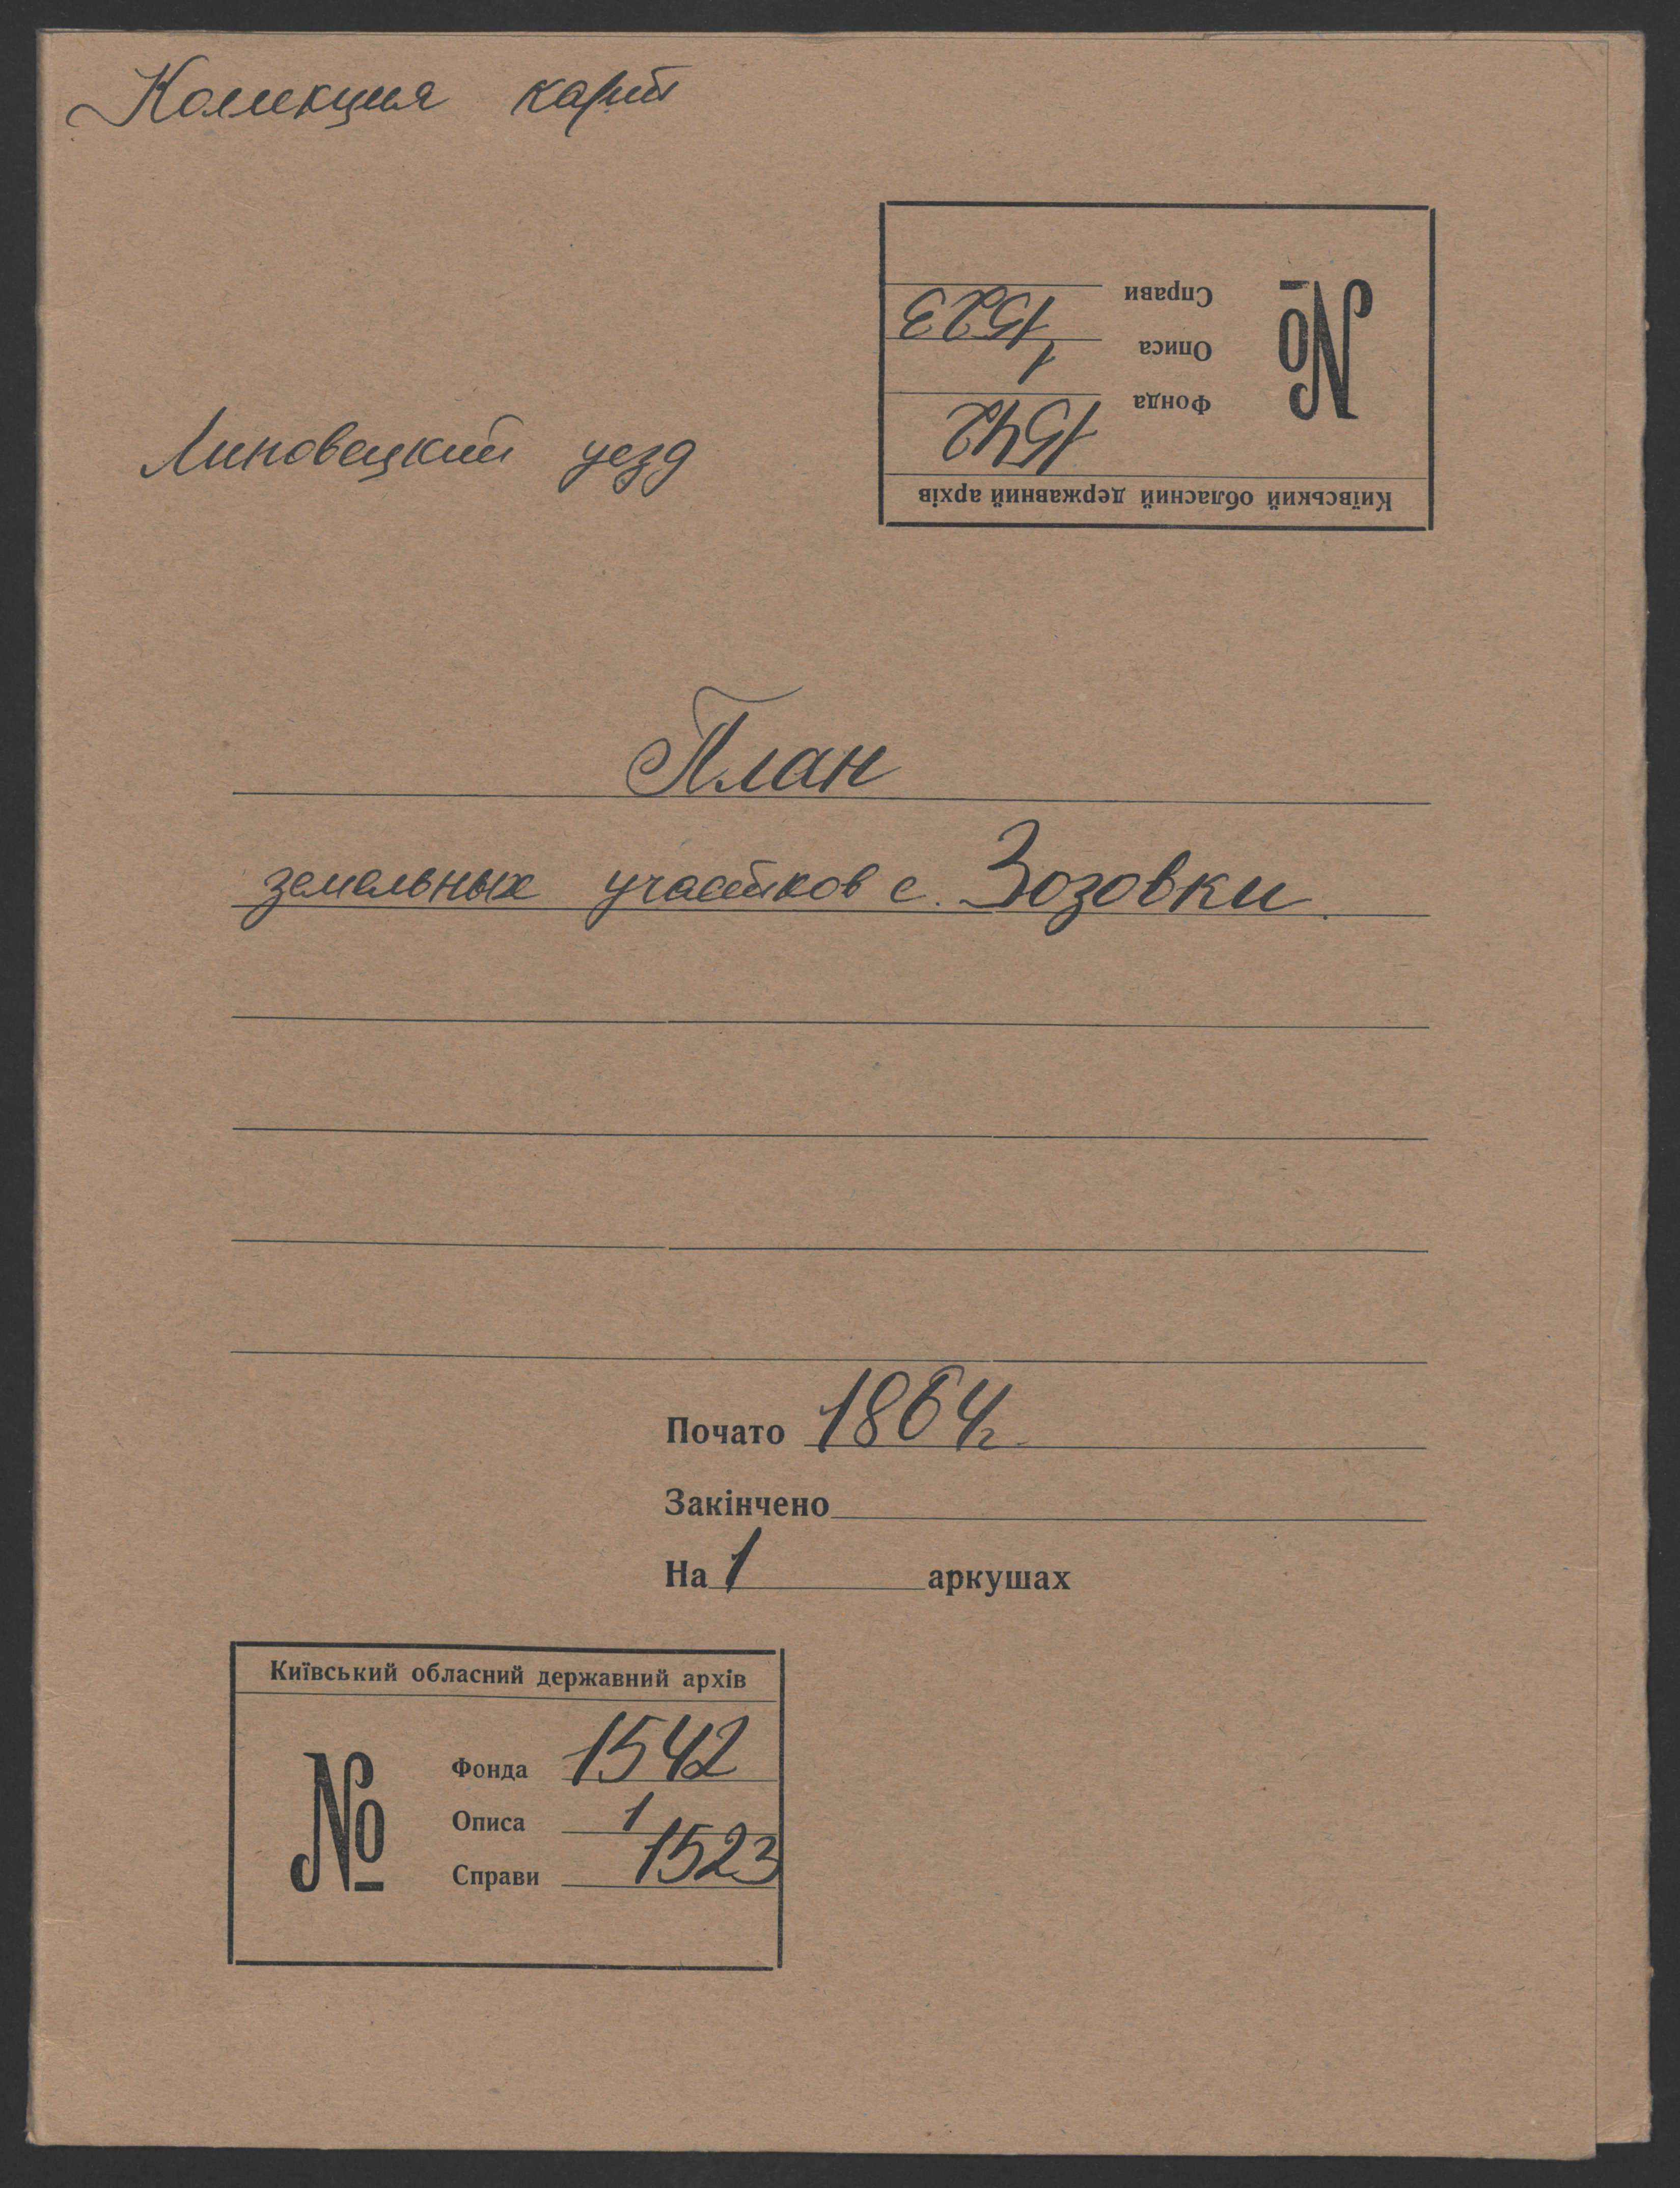 Коллекция карт
Київський обласний державний архів
№
Фонда 1542
Описа 1
Справи 1523
Липовецкий уезд
План
земельных участков с. Зозовки.
Почато 1864 г.
Закінчено
На 1 аркушах
Київський обласний державний архів
№
Фонда 1542
Описа 1
Справи 1523